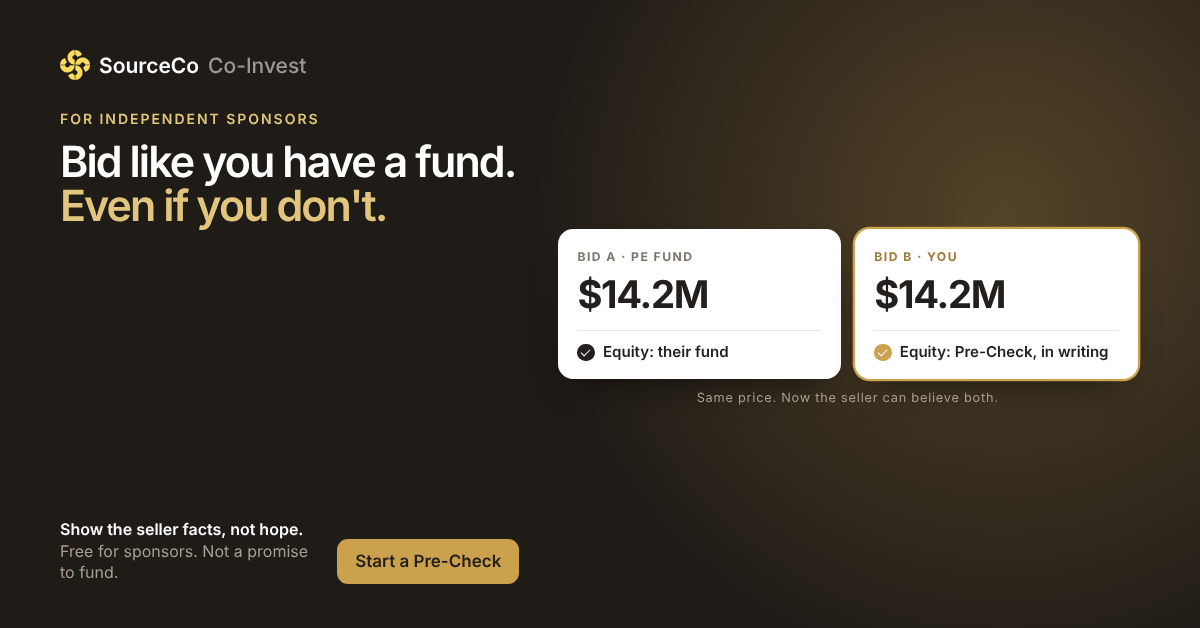 SourceCo Co-Invest
FOR INDEPENDENT SPONSORS
Bid like you have a fund.
Even if you don't.
BID A · PE FUND
$14.2M
Equity: their fund
BID B · YOU
$14.2M
Equity: Pre-Check, in writing
Same price. Now the seller can believe both.
Show the seller facts, not hope.
Free for sponsors. Not a promise
to fund.
Start a Pre-Check